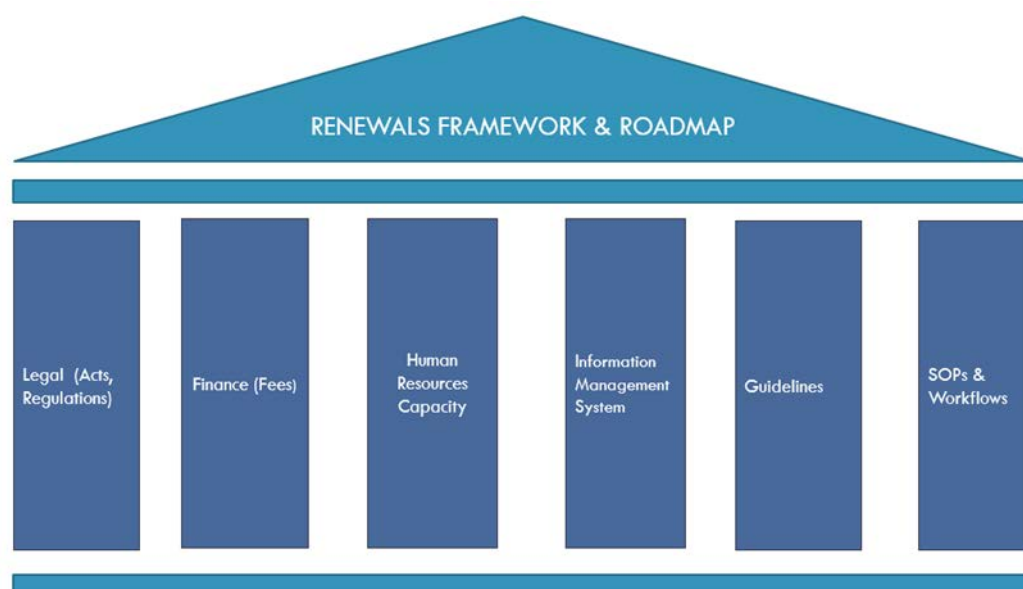 RENEWALS FRAMEWORK & ROADMAP
Legal (Acts,
Regulations)
Finance (Fees)
Human
Resources
Capacity
Information
Management
System
Guidelines
SOPs &
Workflows